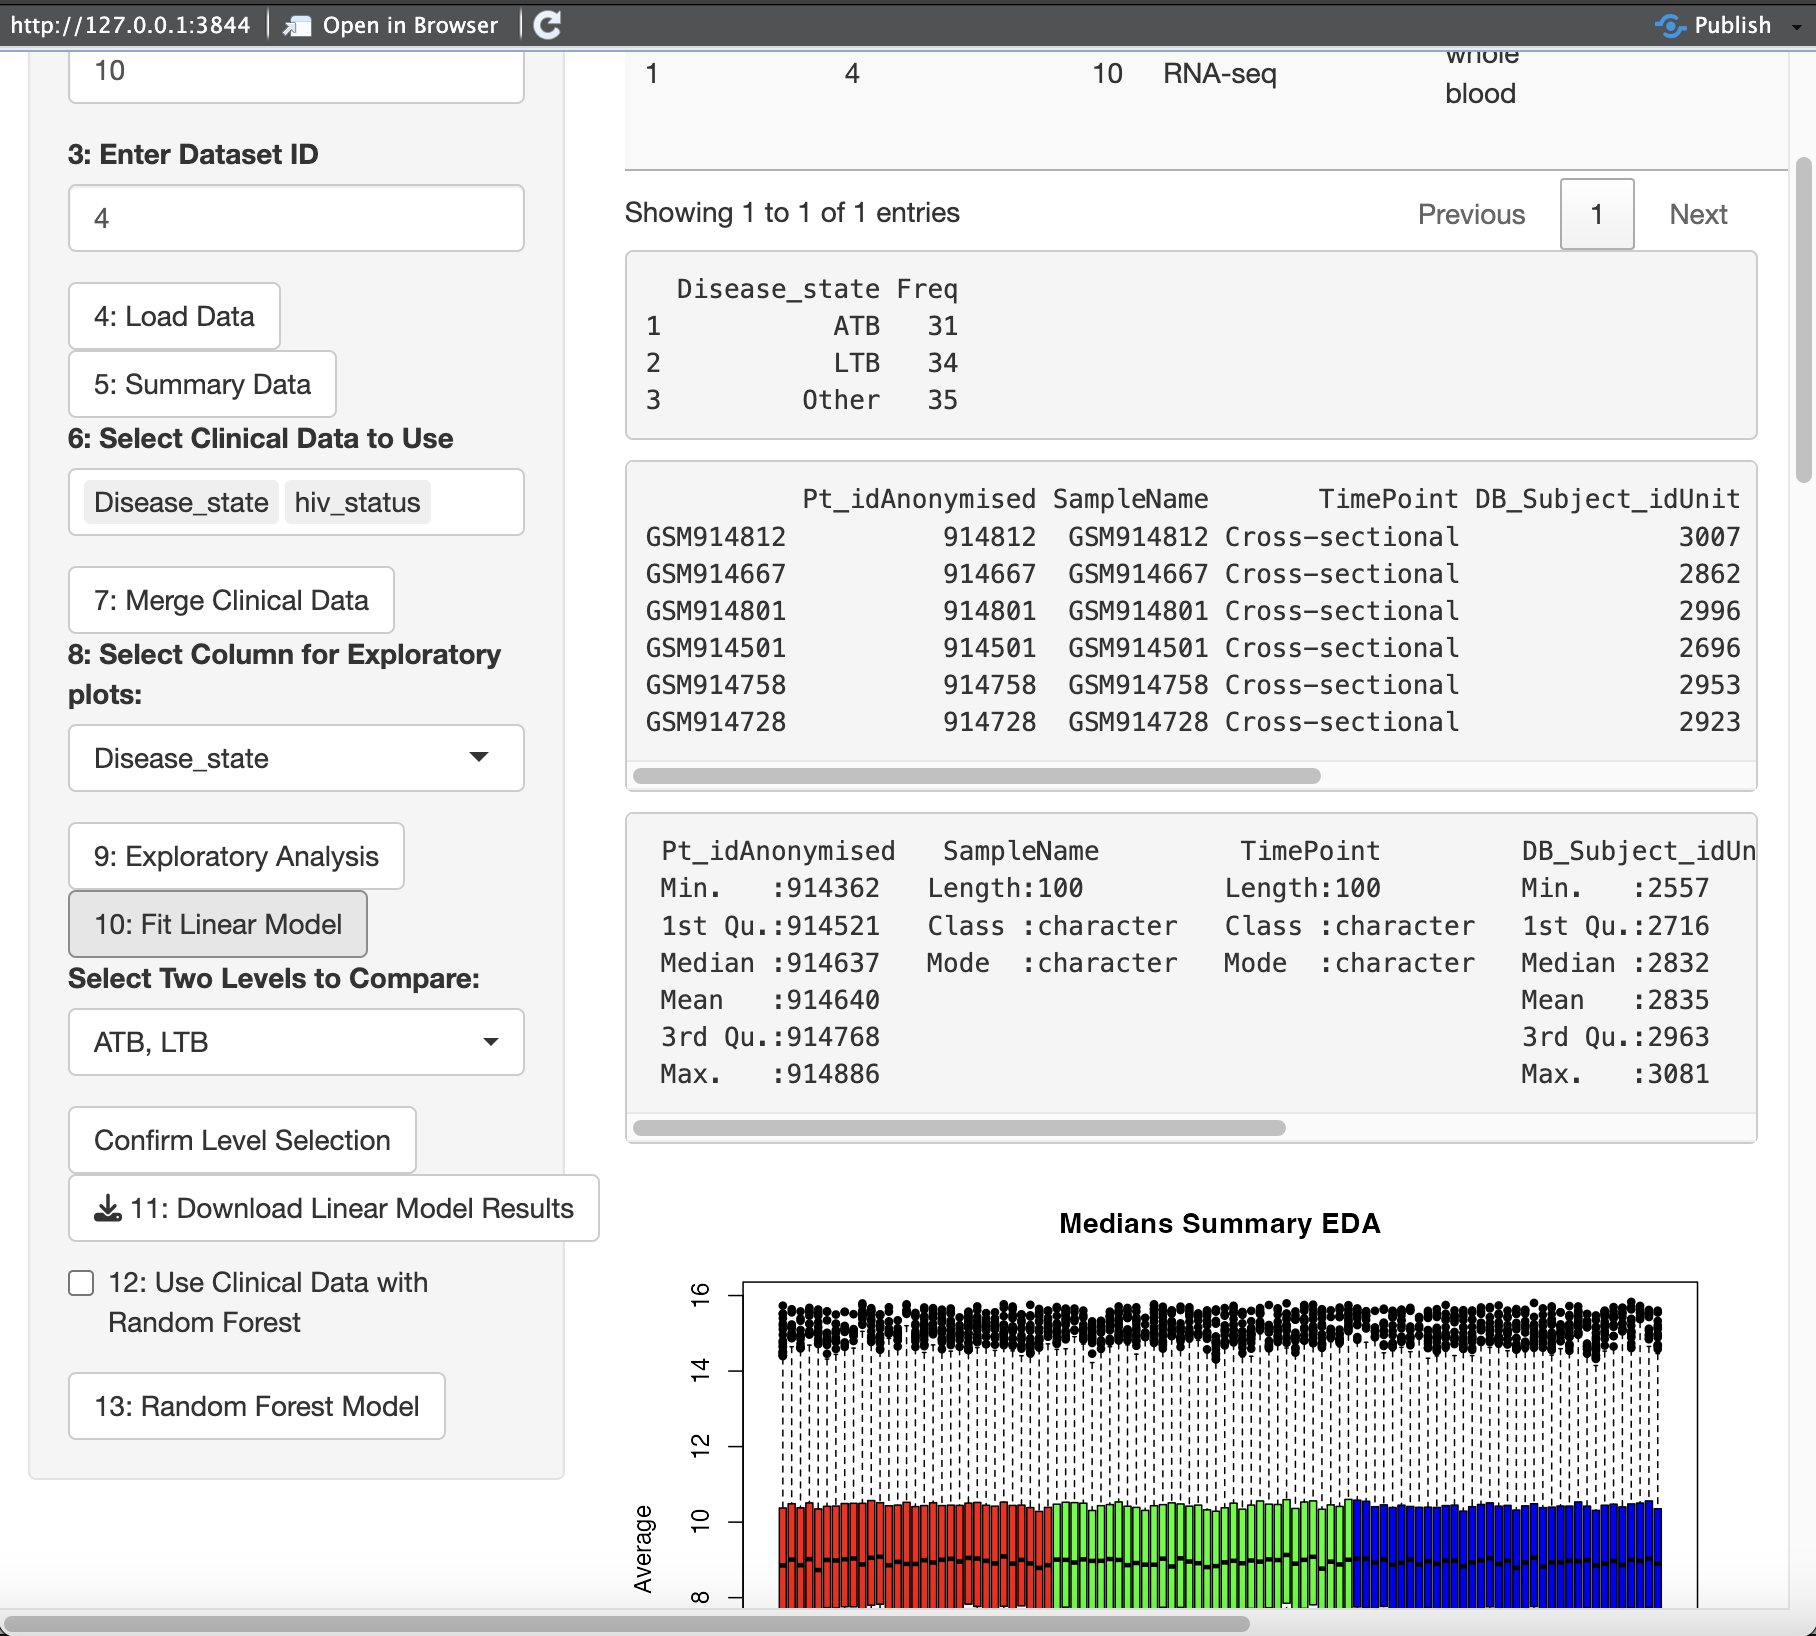 http://127.0.0.1:3844 Open in Browser Publish
10
3: Enter Dataset ID
4
4: Load Data
5: Summary Data
6: Select Clinical Data to Use
Disease_state hiv_status
7: Merge Clinical Data
8: Select Column for Exploratory
plots:
Disease_state
9: Exploratory Analysis
10: Fit Linear Model
Select Two Levels to Compare:
ATB, LTB
Confirm Level Selection
11: Download Linear Model Results
12: Use Clinical Data with
Random Forest
13: Random Forest Model
whole
1 4 10 RNA-seq
blood
Showing 1 to 1 of 1 entries
Previous 1 Next
Disease_state Freq
1 ATB 31
2 LTB 34
3 Other 35
Pt_idAnonymised SampleName TimePoint DB_Subject_idUnit
GSM914812 914812 GSM914812 Cross-sectional 3007
GSM914667 914667 GSM914667 Cross-sectional 2862
GSM914801 914801 GSM914801 Cross-sectional 2996
GSM914501 914501 GSM914501 Cross-sectional 2696
GSM914758 914758 GSM914758 Cross-sectional 2953
GSM914728 914728 GSM914728 Cross-sectional 2923
Pt_idAnonymised SampleName TimePoint DB_Subject_idUn
Min. :914362 Length:100 Length:100 Min. :2557
1st Qu.:914521 Class :character Class :character 1st Qu.:2716
Median :914637 Mode :character Mode :character Median :2832
Mean :914640 Mean :2835
3rd Qu.:914768 3rd Qu.:2963
Max. :914886 Max. :3081
Medians Summary EDA
16
14
12
10
8
Average